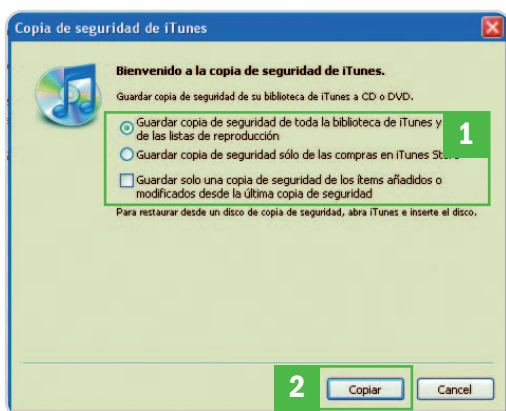 Copia de seguridad de iTunes
Bienvenido a la copia de seguridad de iTunes.
Guardar copia de seguridad de su biblioteca de iTunes a CD o DVD.
Guardar copia de seguridad de toda la biblioteca de iTunes y
de las listas de reproducción
1
Guardar copia de seguridad sólo de las compras en iTunes
Guardar solo una copia de seguridad de los ítems añadidos o
modificados desde la última copia de seguridad
Para restaurar desde un disco de copia de seguridad, abra iTunes e inserte el disco.
2
Copiar
Cancel